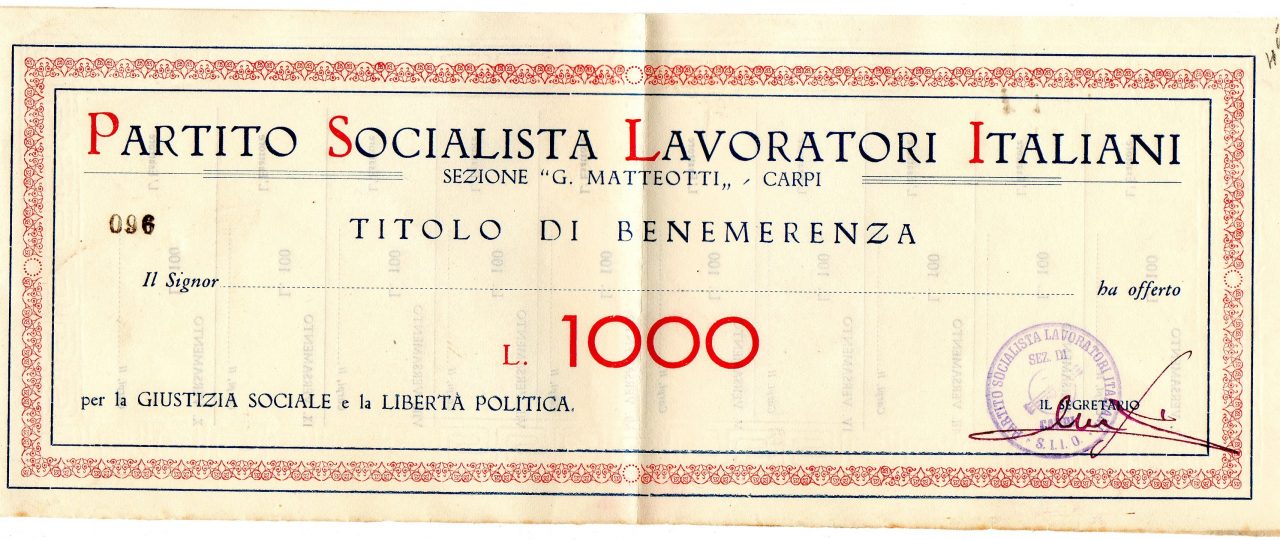 PARTITO SOCIALISTA LAVORATORI ITALIANI
SEZIONE "G. MATTEOTTI„ - CARPI
096
TITOLO DI BENEMERENZA
Il Signor ha offerto
L. 1000
per la GIUSTIZIA SOCIALE e la LIBERTÀ POLITICA.
IL SEGRETARIO
PARTITO SOCIALISTA LAVORATORI ITALIANI
SEZ. DI
CARPI
S.I.I.O.